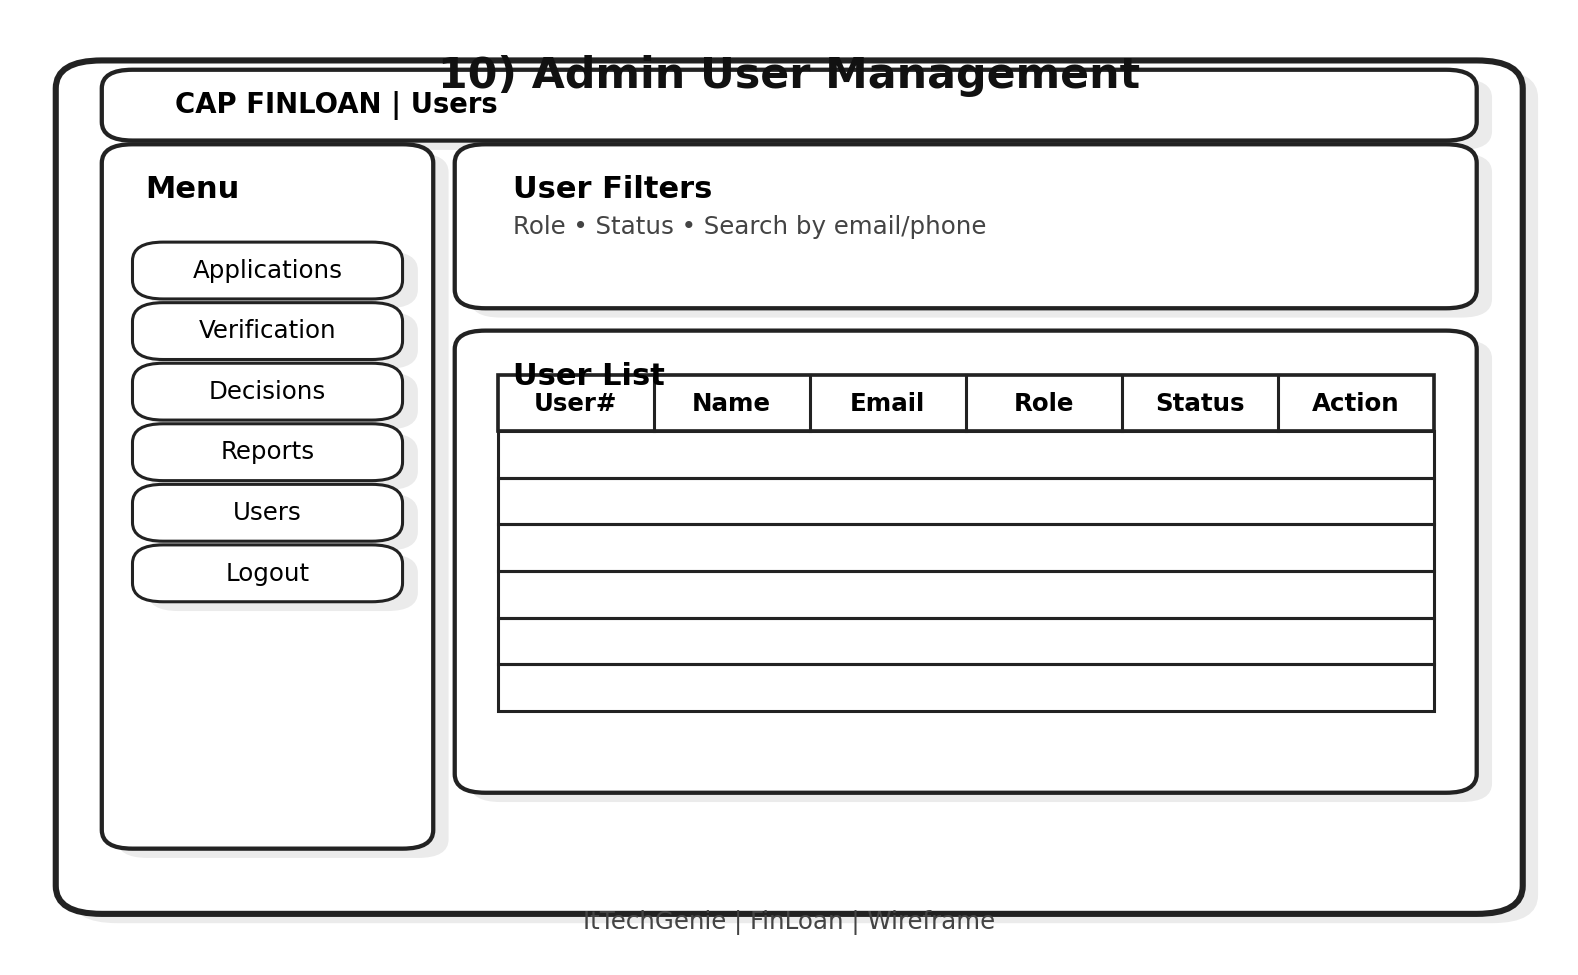 10) Admin User Management
CAP FINLOAN | Users
Menu
Applications
Verification
Decisions
Reports
Users
Logout
User Filters
Role • Status • Search by email/phone
User List
User# Name Email Role Status Action
ItTechGenie | FinLoan | Wireframe